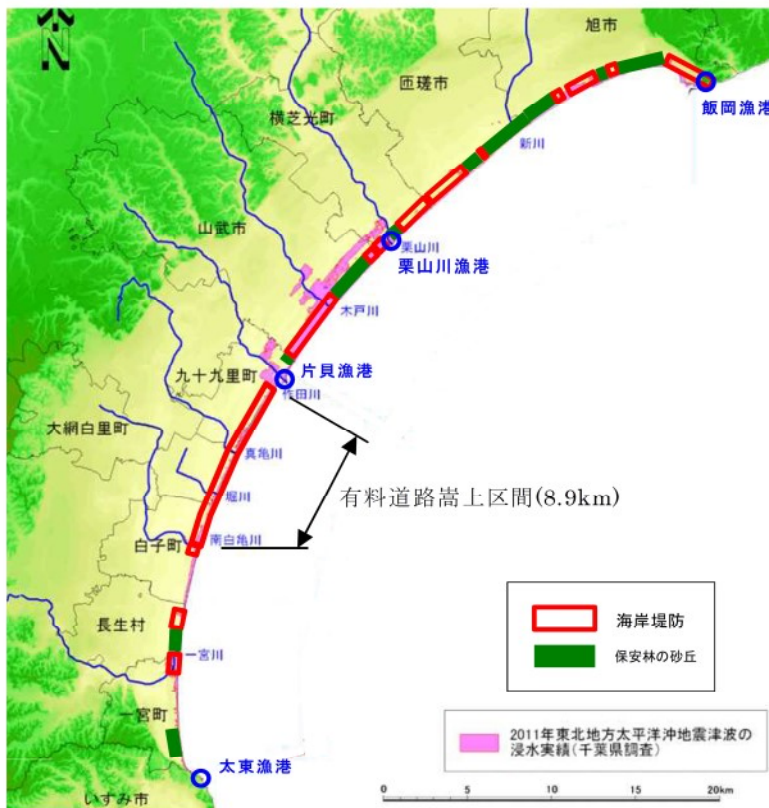 旭市
匝瑳市
飯岡漁港
横芝光町
新川
山武市
栗山川
栗山川漁港
木戸川
片貝漁港
九十九里町
作田川
大網白里町
真亀川
有料道路嵩上区間(8.9km)
堀川
南白亀川
白子町
海岸堤防
長生村
保安林の砂丘
一宮川
一宮町
2011年東北地方太平洋沖地震津波の
浸水実績(千葉県調査)
太東漁港
いすみ市
0 5 10 15 20km